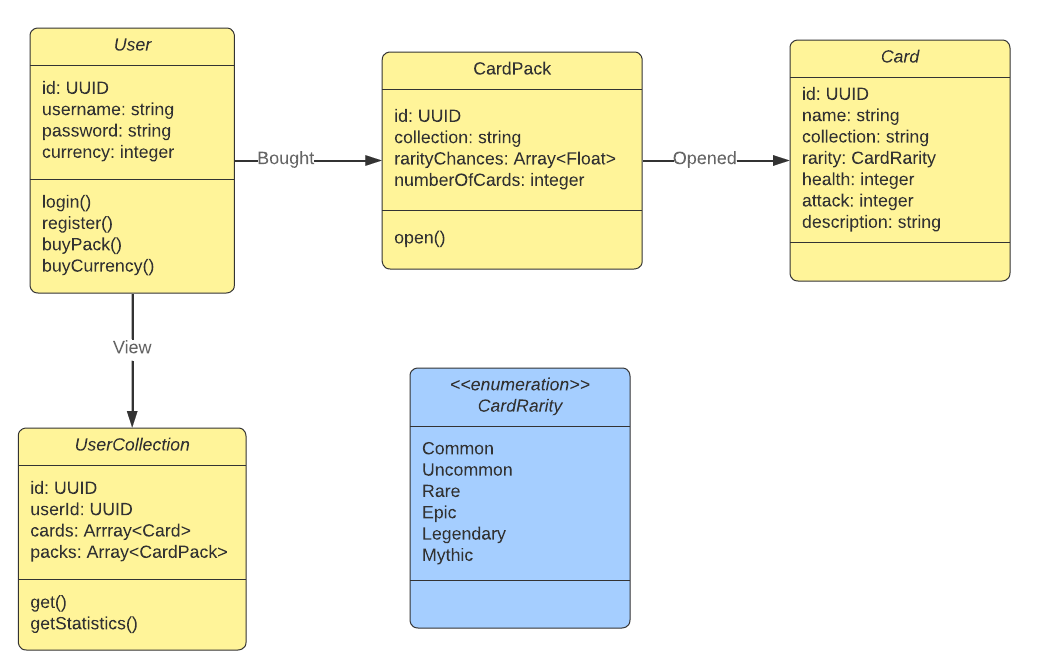 User
id: UUID
username: string
password: string
currency: integer
login()
register()
buyPack()
buyCurrency()
Bought
CardPack
id: UUID
collection: string
rarityChances: Array<Float>
numberOfCards: integer
open()
Opened
Card
id: UUID
name: string
collection: string
rarity: CardRarity
health: integer
attack: integer
description: string
View
UserCollection
id: UUID
userId: UUID
cards: Arrray<Card>
packs: Array<CardPack>
get()
getStatistics()
<<enumeration>>
CardRarity
Common
Uncommon
Rare
Epic
Legendary
Mythic